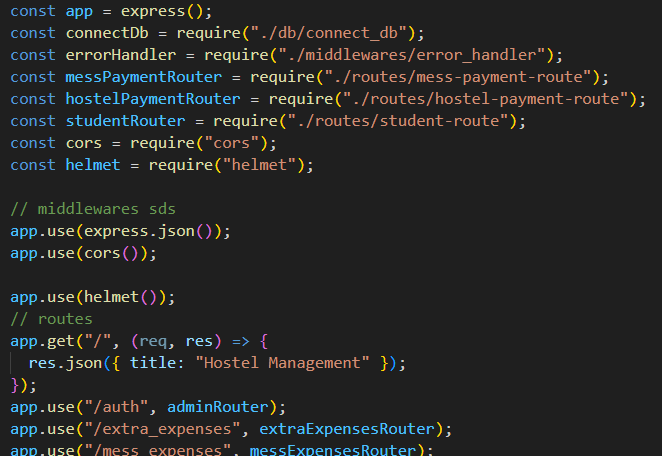 const app = express();
const connectDb = require("./db/connect_db");
const errorHandler = require("./middlewares/error_handler");
const messPaymentRouter = require("./routes/mess-payment-route");
const hostelPaymentRouter = require("./routes/hostel-payment-route");
const studentRouter = require("./routes/student-route");
const cors = require("cors");
const helmet = require("helmet");
// middlewares sds
app.use(express.json());
app.use(cors());
app.use(helmet());
// routes
app.get("/", (req, res) => {
res.json({ title: "Hostel Management" });
});
app.use("/auth", adminRouter);
app.use("/extra_expenses", extraExpensesRouter);
app.use("/mess_expenses", messExpensesRouter);